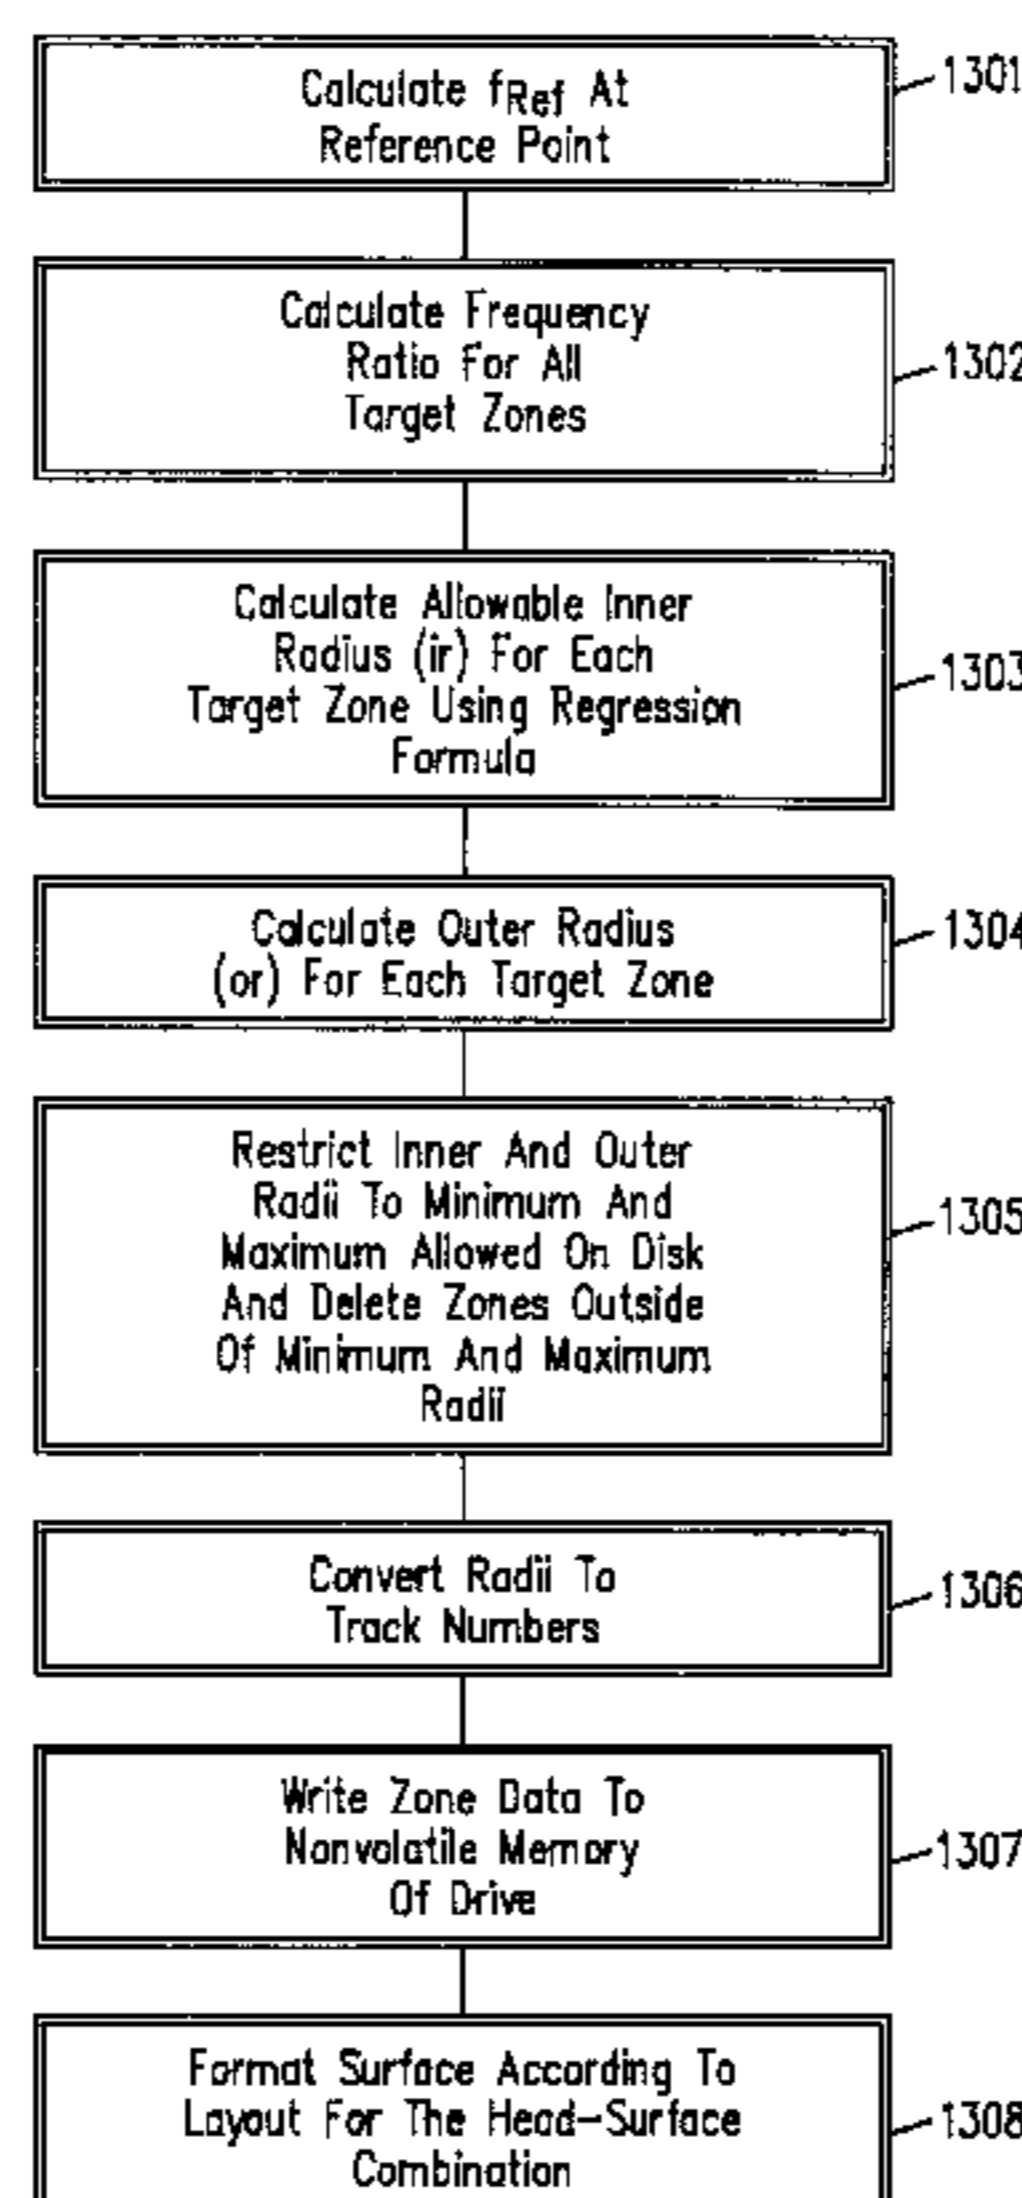 Calculate fRef At
Reference Point
1301
Calculate Frequency
Ratio For All
Target Zones
1302
Calculate Allowable Inner
Radius (ir) For Each
Target Zone Using Regression
Formula
1303
Calculate Outer Radius
(or) For Each Target Zone
1304
Restrict Inner And Outer
Radii To Minimum And
Maximum Allowed On Disk
And Delete Zones Outside
Of Minimum And Maximum
Radii
1305
Convert Radii To
Track Numbers
1306
Write Zone Data To
Nonvolatile Memory
Of Drive
1307
Format Surface According To
Layout For The Head-Surface
Combination
1308